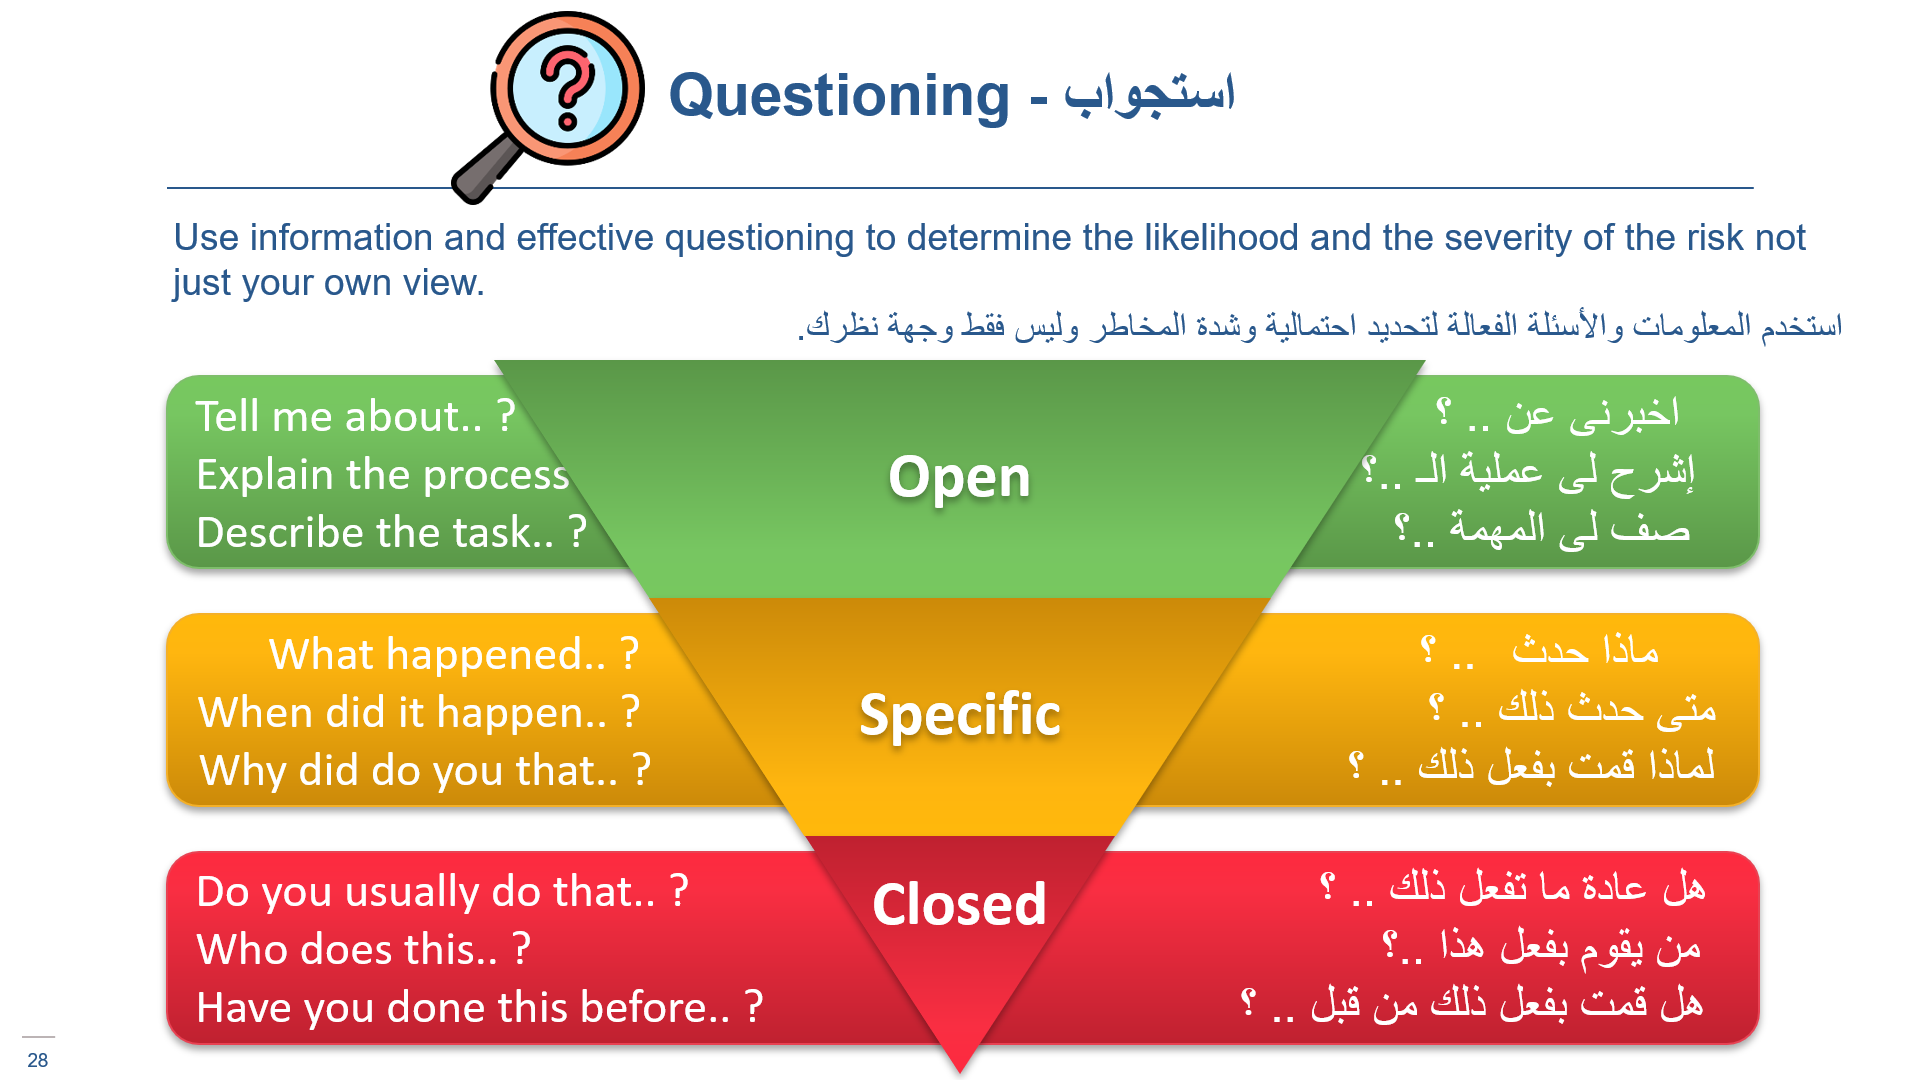 Questioning - استجواب
Use information and effective questioning to determine the likelihood and the severity of the risk not
just your own view.
استخدم المعلومات والأسئلة الفعالة لتحديد احتمالية وشدة المخاطر وليس فقط وجهة نظرك.
Tell me about.. ?
Explain the process
Describe the task.. ?
Open
اخبرنى عن .. ؟
إشرح لى عملية الـ ..؟
صف لى المهمة ..؟
What happened.. ?
When did it happen.. ?
Why did do you that.. ?
Specific
ماذا حدث .. ؟
متى حدث ذلك .. ؟
لماذا قمت بفعل ذلك .. ؟
Do you usually do that.. ?
Who does this.. ?
Have you done this before.. ?
Closed
هل عادة ما تفعل ذلك .. ؟
من يقوم بفعل هذا ..؟
هل قمت بفعل ذلك من قبل .. ؟
28